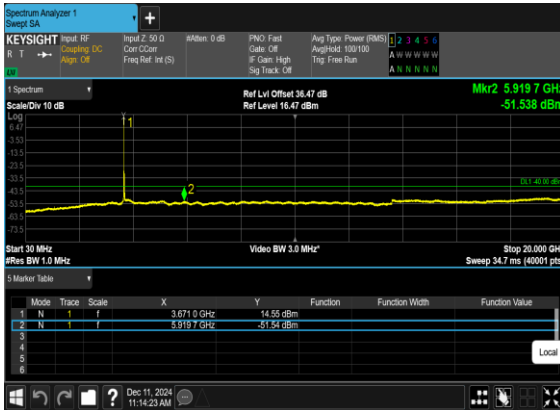 Spectrum Analyzer 1
Swept SA
+
KEYSIGHT Input: RF Input Z: 50 Ω #Atten: 0 dB PNO: Fast Avg Type: Power (RMS) 1 2 3 4 5 6
R T Coupling: DC Corr CCorr Gate: Off Avg|Hold: 100/100 A W W W W W
Align: Off Freq Ref: Int (S) IF Gain: High Trig: Free Run
LXI Sig Track: Off A N N N N N
1 Spectrum Ref Lvl Offset 36.47 dB Mkr2 5.919 7 GHz
Scale/Div 10 dB Ref Level 16.47 dBm -51.538 dBm
Log
6.47
-3.53
-13.5
-23.5
-33.5
-43.5
-53.5
-63.5
-73.5
1
2
DL1 -40.00 dBm
Start 30 MHz Video BW 3.0 MHz* Stop 20.000 GHz
#Res BW 1.0 MHz Sweep 34.7 ms (40001 pts)
5 Marker Table
Mode Trace Scale X Y Function Function Width Function Value
1 N 1 f 3.671 0 GHz 14.55 dBm
2 N 1 f 5.919 7 GHz -51.54 dBm
3
4
5
6
Local
? Dec 11, 2024
11:14:23 AM